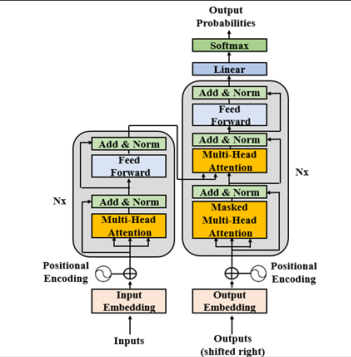 Output
Probabilities
Softmax
Linear
Add & Norm
Feed
Forward
Add & Norm
Multi-Head
Attention
Add & Norm
Masked
Multi-Head
Attention
Nx
Add & Norm
Feed
Forward
Add & Norm
Multi-Head
Attention
Nx
Positional
Encoding
Positional
Encoding
Input
Embedding
Output
Embedding
Inputs
Outputs
(shifted right)